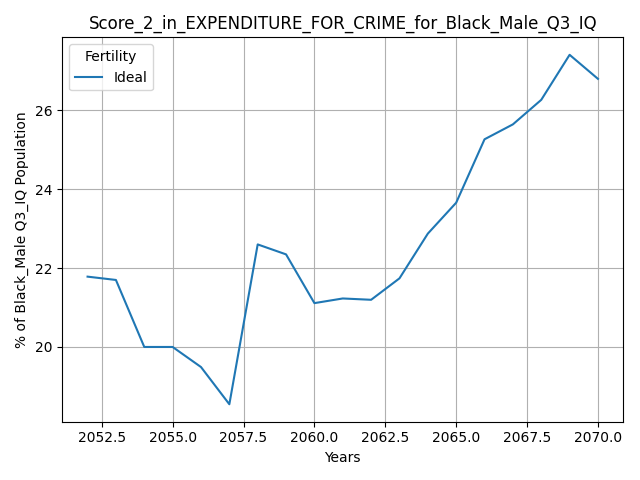 Score_2_in_EXPENDITURE_FOR_CRIME_for_Black_Male_Q3_IQ
Fertility
Ideal
% of Black_Male Q3_IQ Population
26
24
22
20
2052.5 2055.0 2057.5 2060.0 2062.5 2065.0 2067.5 2070.0
Years